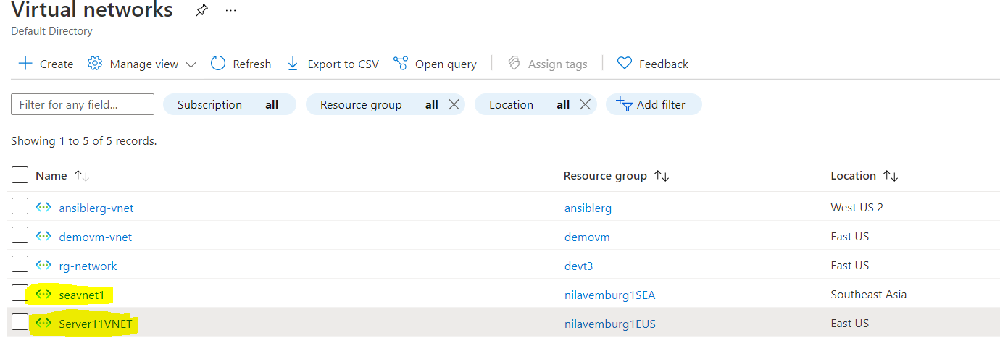 Virtual networks ...
Default Directory
Create Manage view Refresh Export to CSV Open query Assign tags Feedback
Filter for any field... Subscription == all Resource group == all Location == all Add filter
Showing 1 to 5 of 5 records.
Name Resource group Location
ansiblerg-vnet ansiblerg West US 2
demovm-vnet demovm East US
rg-network devt3 East US
seavnet1 nilavemburg1SEA Southeast Asia
Server11VNET nilavemburg1EUS East US